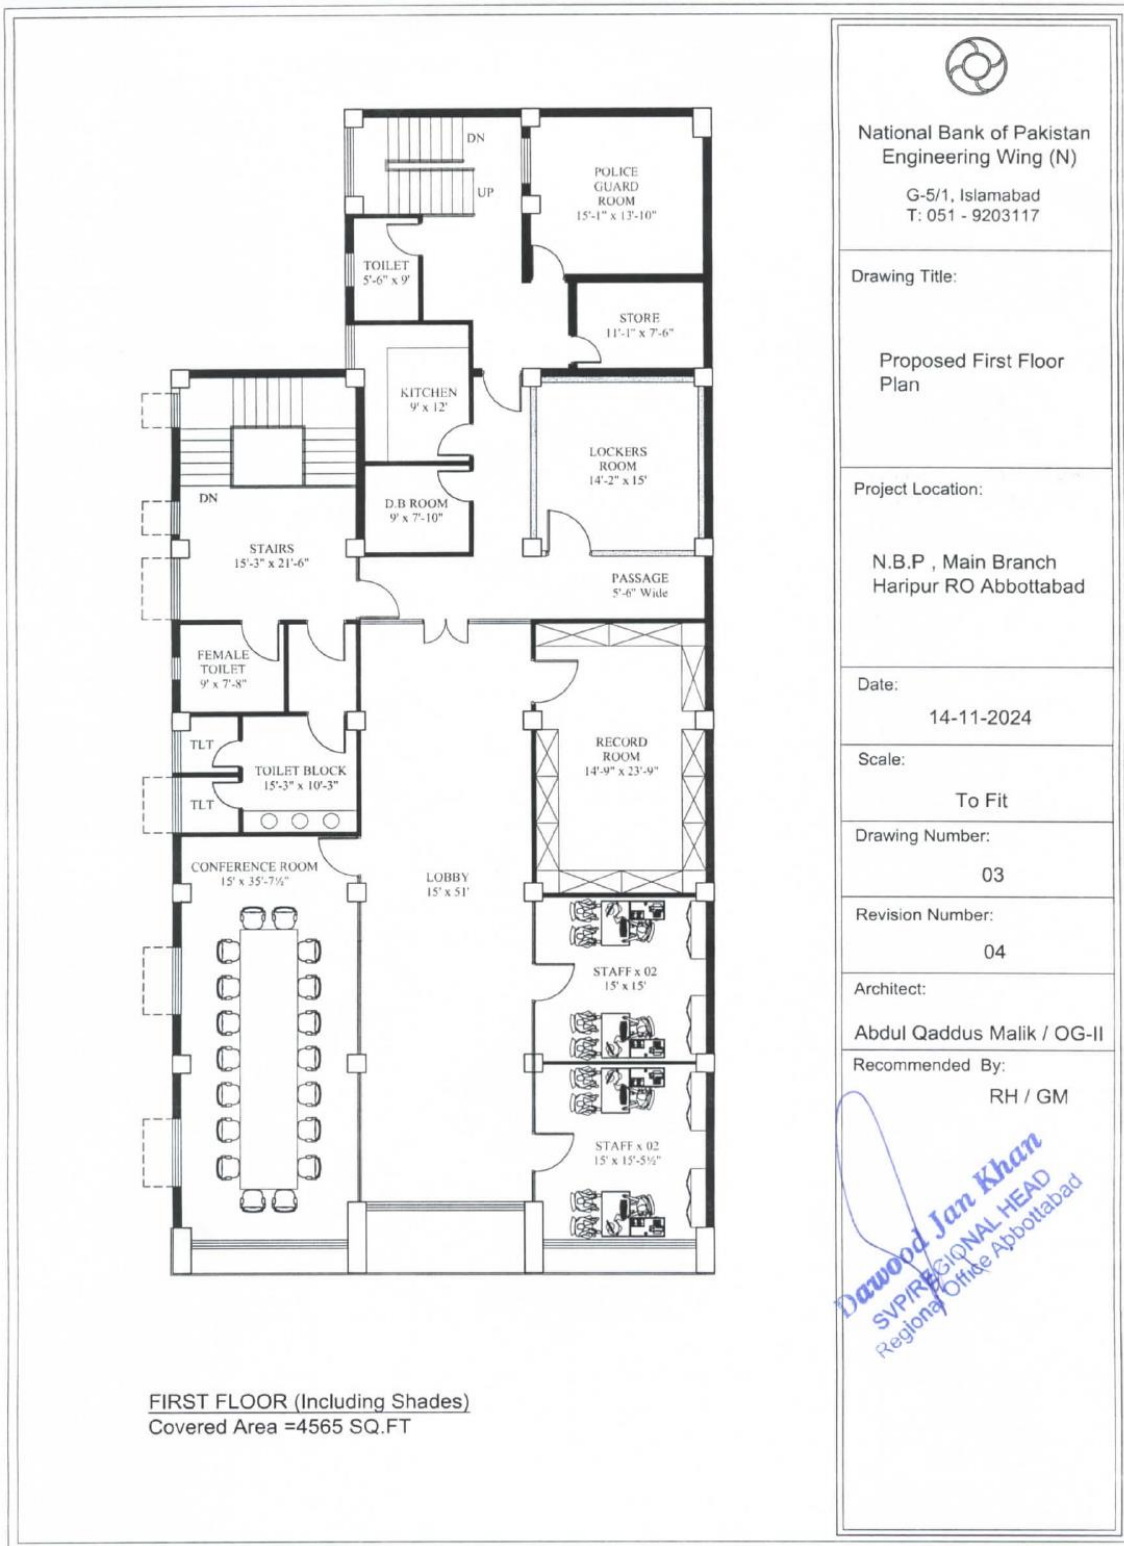 DN
UP
POLICE
GUARD
ROOM
15'-1" x 13'-10"
TOILET
5'-6" x 9'
STORE
11'-1" x 7'-6"
KITCHEN
9' x 12'
LOCKERS
ROOM
14'-2" x 15'
D.B ROOM
9' x 7'-10"
DN
STAIRS
15'-3" x 21'-6"
PASSAGE
5'-6" Wide
FEMALE
TOILET
9' x 7'-8"
TLT
TOILET BLOCK
15'-3" x 10'-3"
TLT
RECORD
ROOM
14'-9" x 23'-9"
CONFERENCE ROOM
15' x 35'-7½"
LOBBY
15' x 51'
STAFF x 02
15' x 15'
STAFF x 02
15' x 15'-5½"
FIRST FLOOR (Including Shades)
Covered Area =4565 SQ.FT
National Bank of Pakistan
Engineering Wing (N)
G-5/1, Islamabad
T: 051 - 9203117
Drawing Title:
Proposed First Floor
Plan
Project Location:
N.B.P , Main Branch
Haripur RO Abbottabad
Date:
14-11-2024
Scale:
To Fit
Drawing Number:
03
Revision Number:
04
Architect:
Abdul Qaddus Malik / OG-II
Recommended By:
RH / GM
Dawood Jan Khan
SVP/REGIONAL HEAD
Regional Office Abbottabad